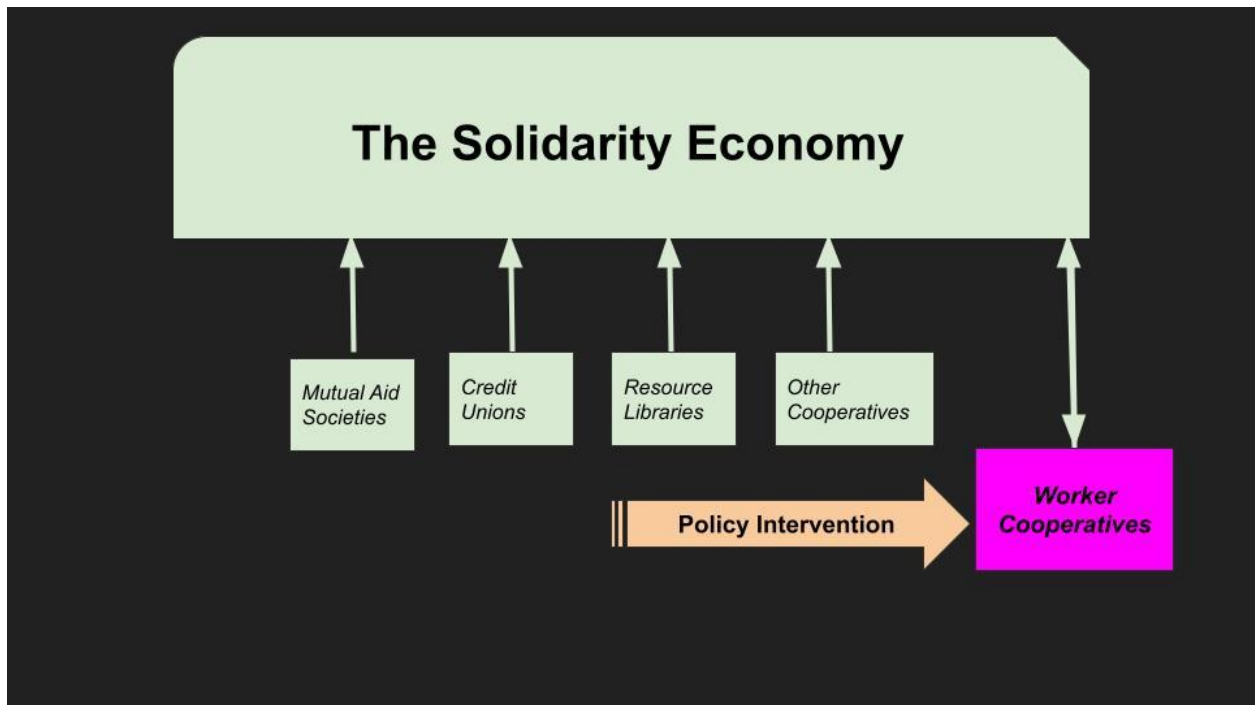 The Solidarity Economy
Mutual Aid
Societies
Credit
Unions
Resource
Libraries
Other
Cooperatives
Policy Intervention
Worker
Cooperatives